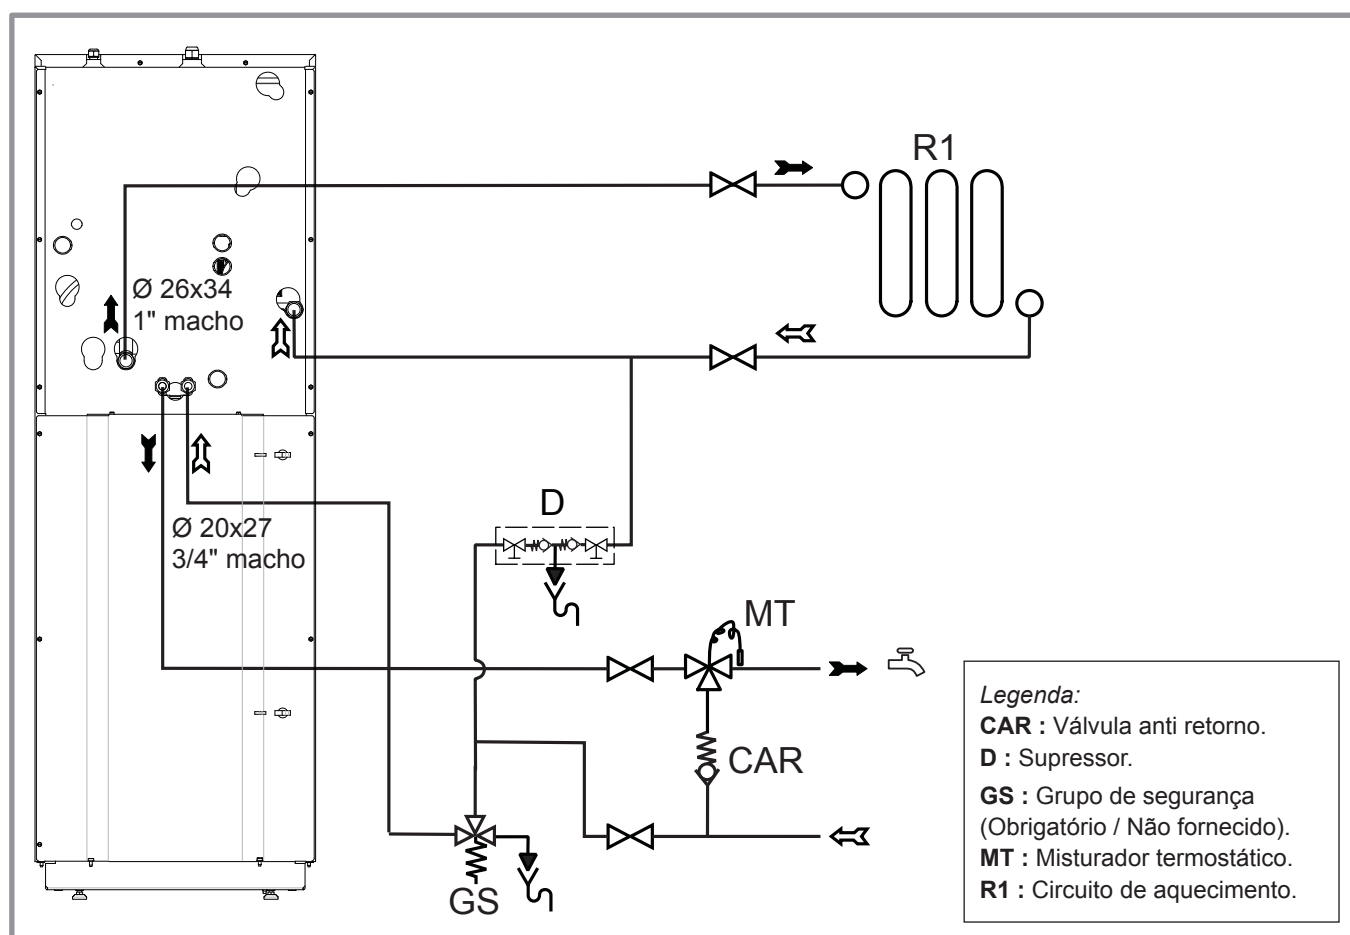 R1
Ø 26x34
1" macho
Ø 20x27
3/4" macho
D
MT
CAR
GS
Legenda:
CAR : Válvula anti retorno.
D : Supressor.
GS : Grupo de segurança
(Obrigatório / Não fornecido).
MT : Misturador termostático.
R1 : Circuito de aquecimento.